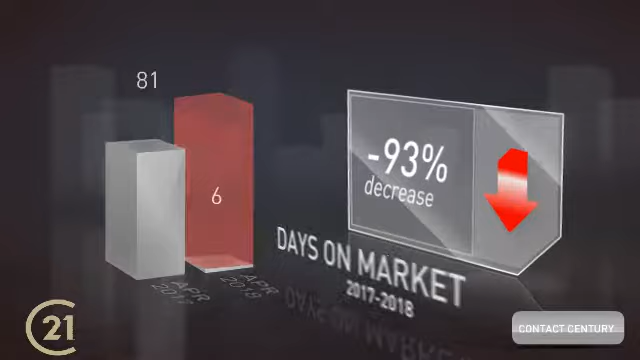 81
6
APR
2017
APR
2018
-93%
decrease
DAYS ON MARKET
2017-2018
21
CONTACT CENTURY